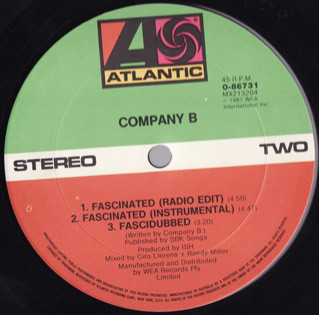 ATLANTIC
45 R.P.M.
0-86731
MX213204
℗ 1987 WEA
International Inc.
COMPANY B
STEREO
TWO
1. FASCINATED (RADIO EDIT) (4.50)
2. FASCINATED (INSTRUMENTAL) (4.47)
3. FASCIDUBBED (3.20)
(Written by Company B.)
Published by SBK Songs
Produced by ISH.
Mixed by Ciro Llerena + Randy Miller
Manufactured and Distributed
by WEA Records Pty.
Limited